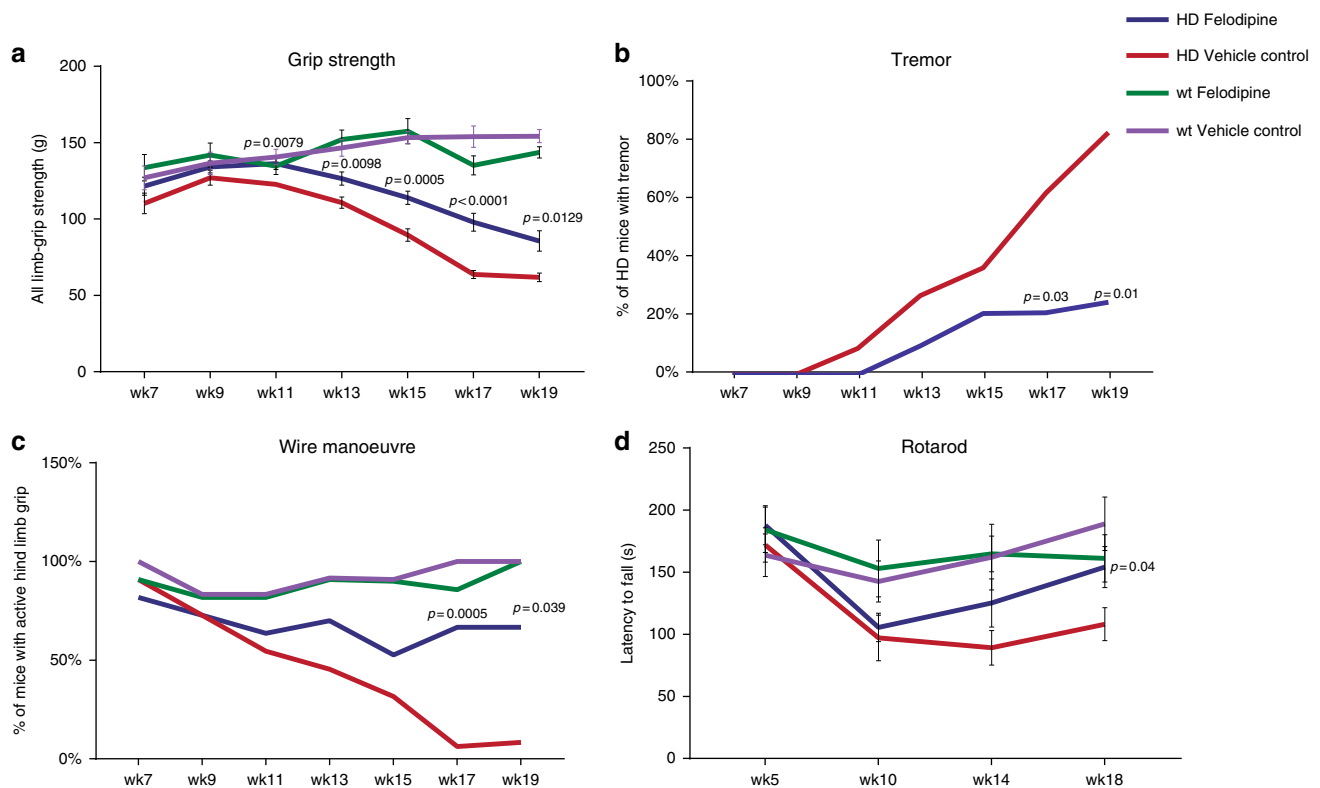 HD Felodipine
HD Vehicle control
wt Felodipine
wt Vehicle control
a
Grip strength
All limb-grip strength (g)
200
150
100
50
0
p=0.0079
p=0.0098
p=0.0005
p<0.0001
p=0.0129
wk7 wk9 wk11 wk13 wk15 wk17 wk19
b
Tremor
% of HD mice with tremor
100%
80%
60%
40%
20%
0%
p=0.03
p=0.01
wk7 wk9 wk11 wk13 wk15 wk17 wk19
c
Wire manoeuvre
% of mice with active hind limb grip
150%
100%
50%
0%
p=0.0005
p=0.039
wk7 wk9 wk11 wk13 wk15 wk17 wk19
d
Rotarod
Latency to fall (s)
250
200
150
100
50
0
p=0.04
wk5 wk10 wk14 wk18